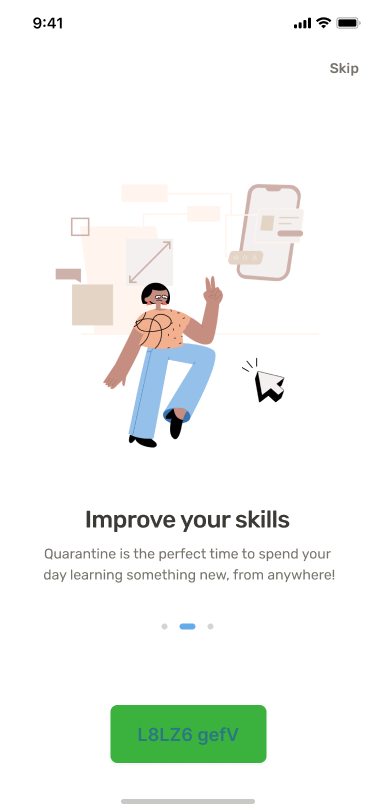 9:41
Skip
Improve your skills
Quarantine is the perfect time to spend your
day learning something new, from anywhere!
L8LZ6 gefV